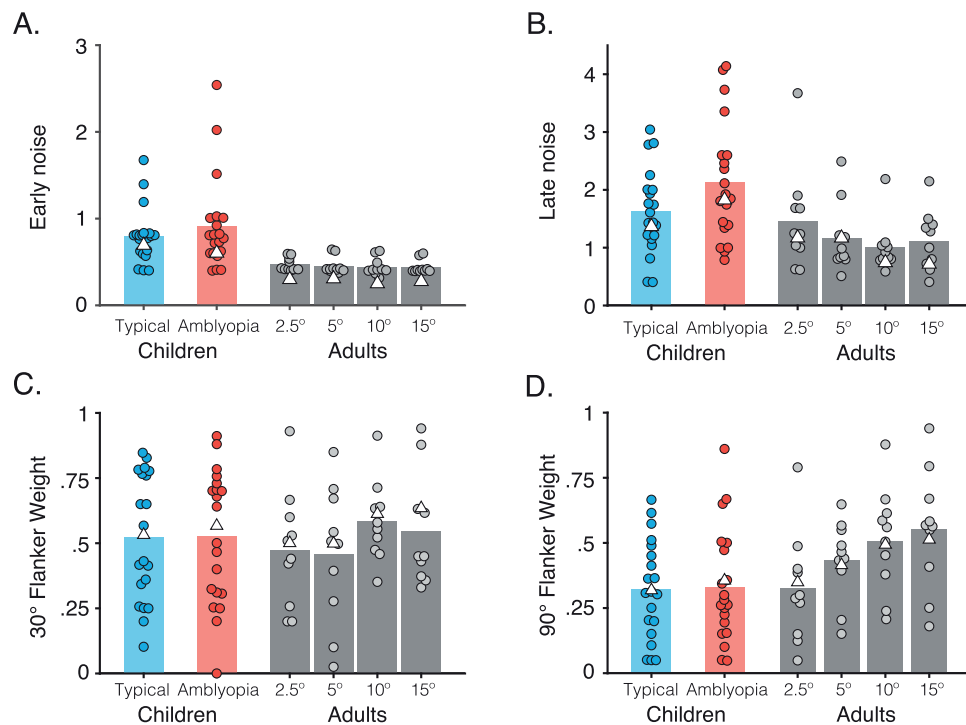 A.
3
2
1
0
Early noise
Typical Amblyopia 2.5° 5° 10° 15°
Children Adults
B.
4
3
2
1
0
Late noise
Typical Amblyopia 2.5° 5° 10° 15°
Children Adults
C.
1
.75
.5
.25
0
30° Flanker Weight
Typical Amblyopia 2.5° 5° 10° 15°
Children Adults
D.
1
.75
.5
.25
0
90° Flanker Weight
Typical Amblyopia 2.5° 5° 10° 15°
Children Adults